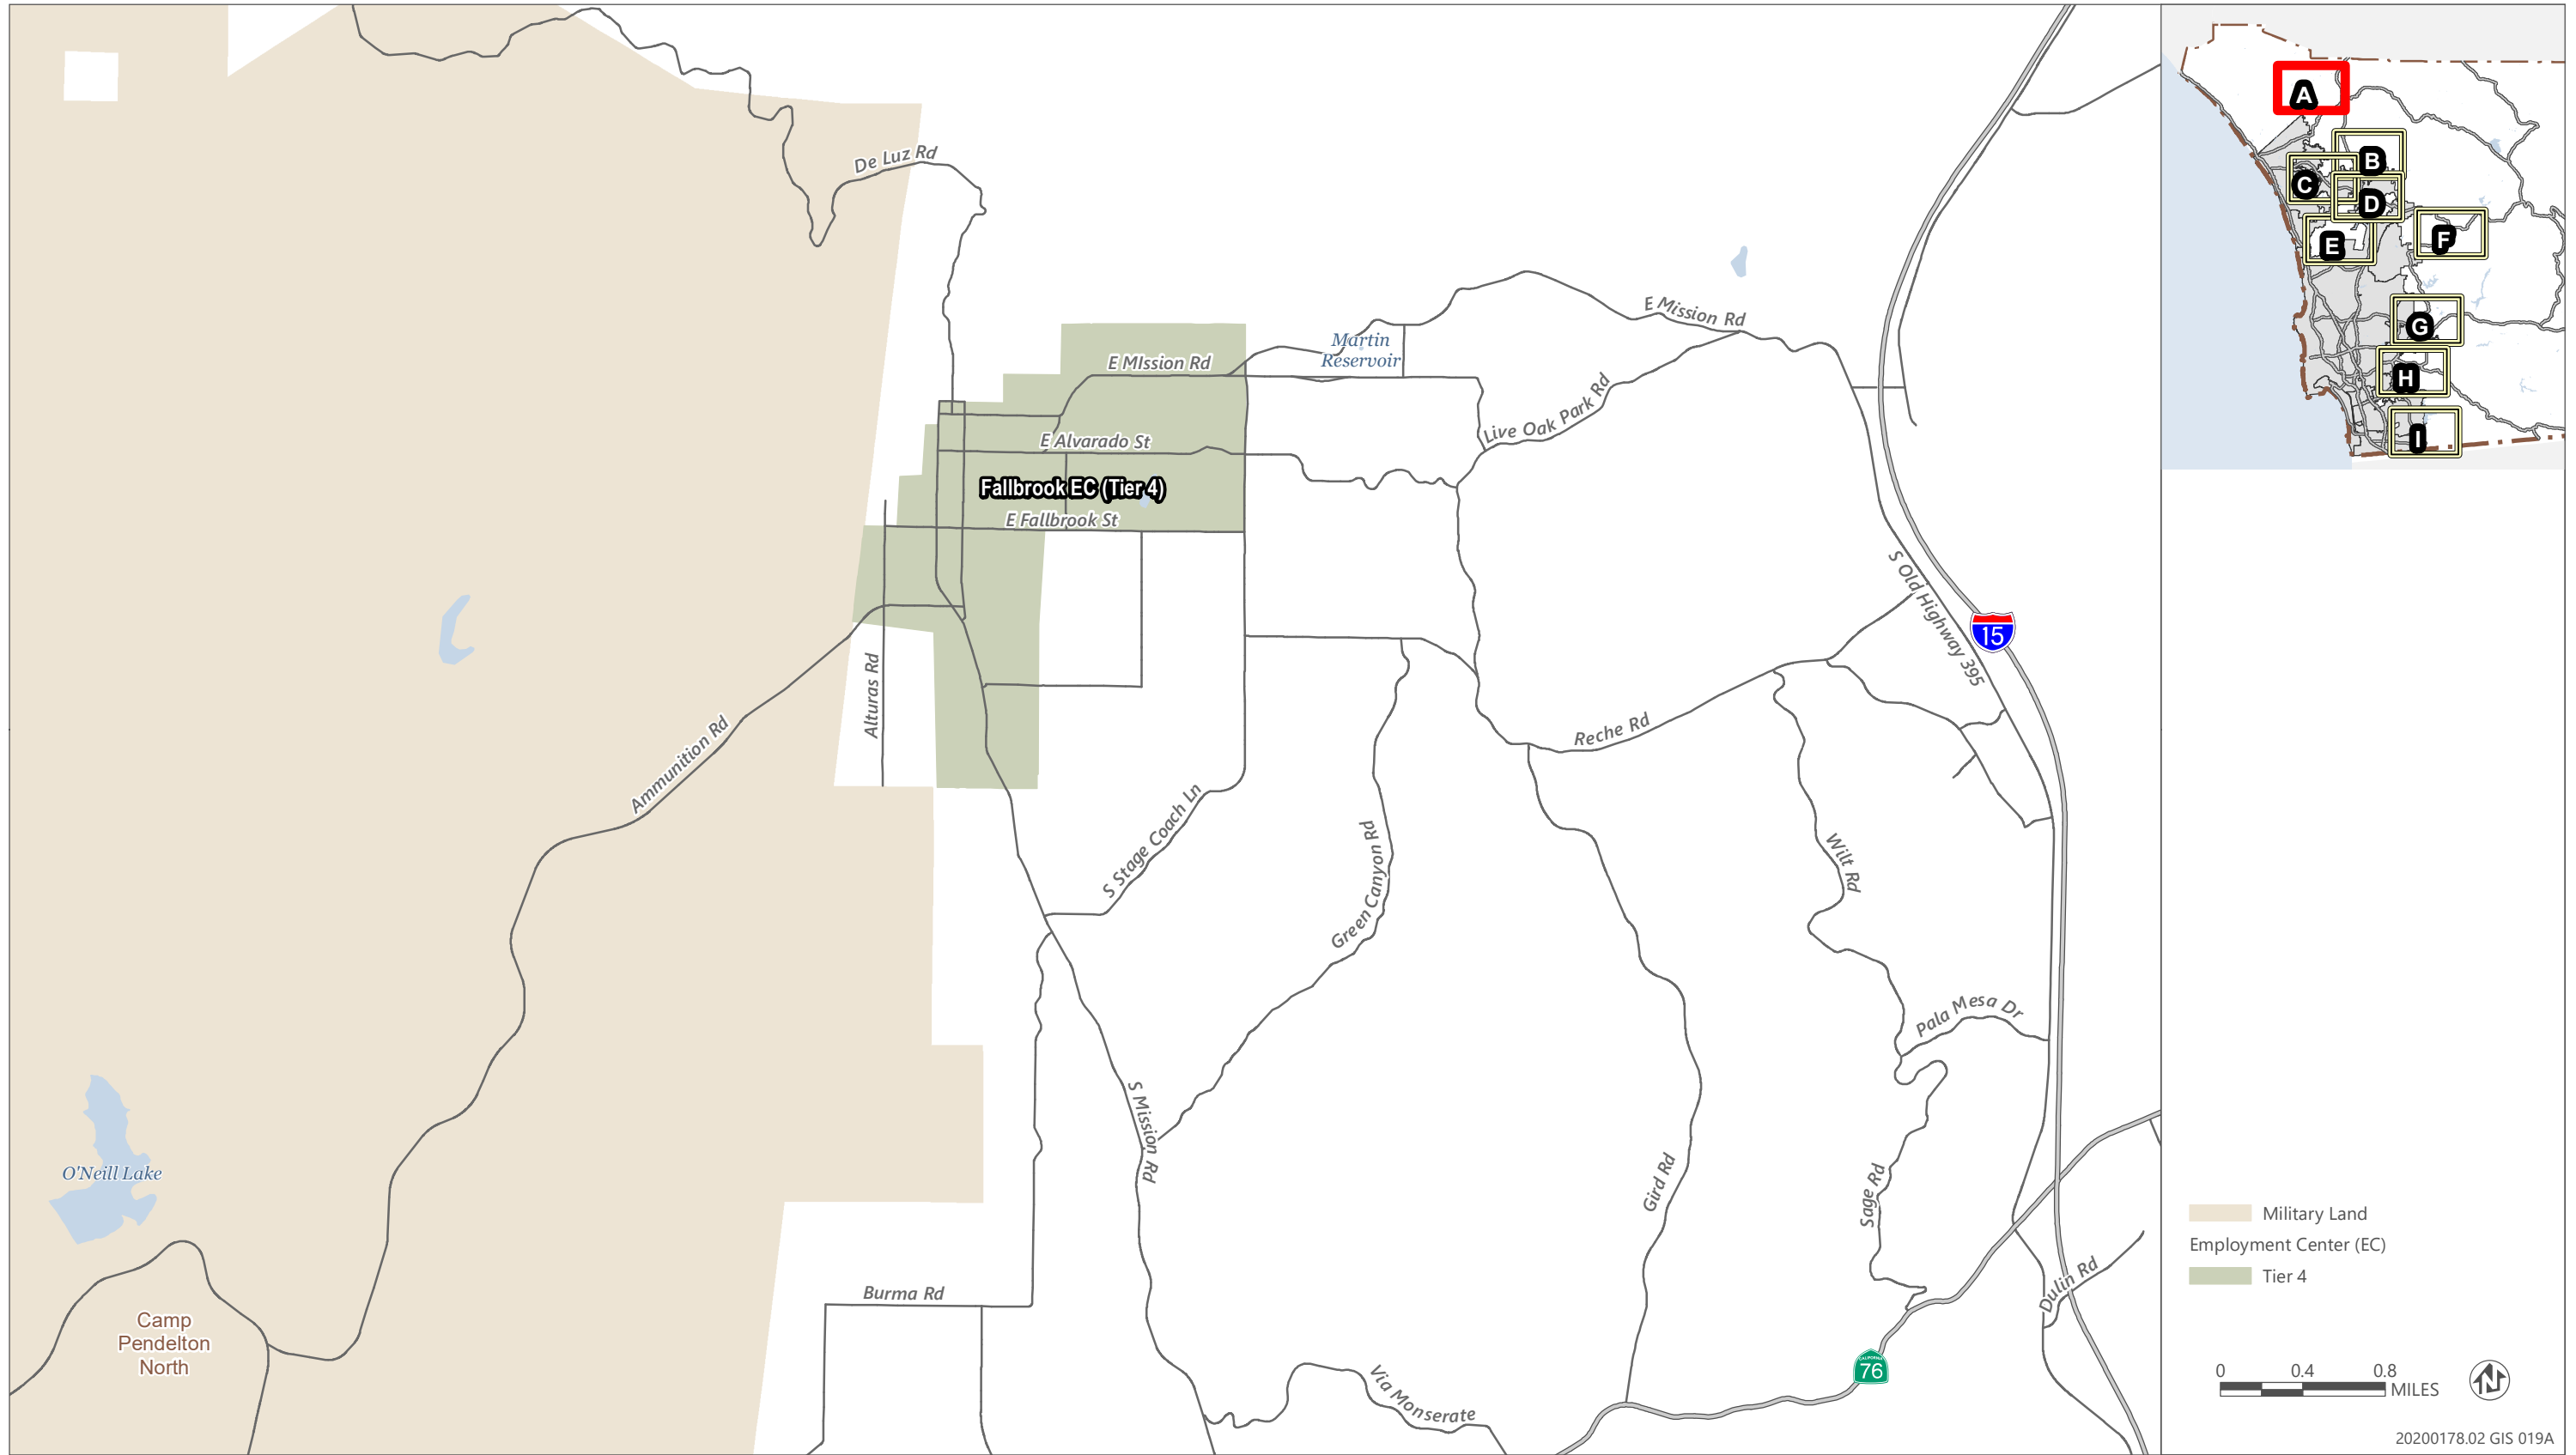 De Luz Rd
E Mission Rd
Martin
Reservoir
E MIssion Rd
Live Oak Park Rd
E Alvarado St
Fallbrook EC (Tier 4)
E Fallbrook St
S Old Highway 395
15
Alturas Rd
Ammunition Rd
Reche Rd
S Stage Coach Ln
Green Canyon Rd
Wilt Rd
Pala Mesa Dr
S Mission Rd
O'Neill Lake
Gird Rd
Sage Rd
Burma Rd
Dulin Rd
Camp
Pendelton
North
CALIFORNIA
76
Via Monserate
A
B
C
D
E
F
G
H
I
Military Land
Employment Center (EC)
Tier 4
0 0.4 0.8
MILES
N
20200178.02 GIS 019A